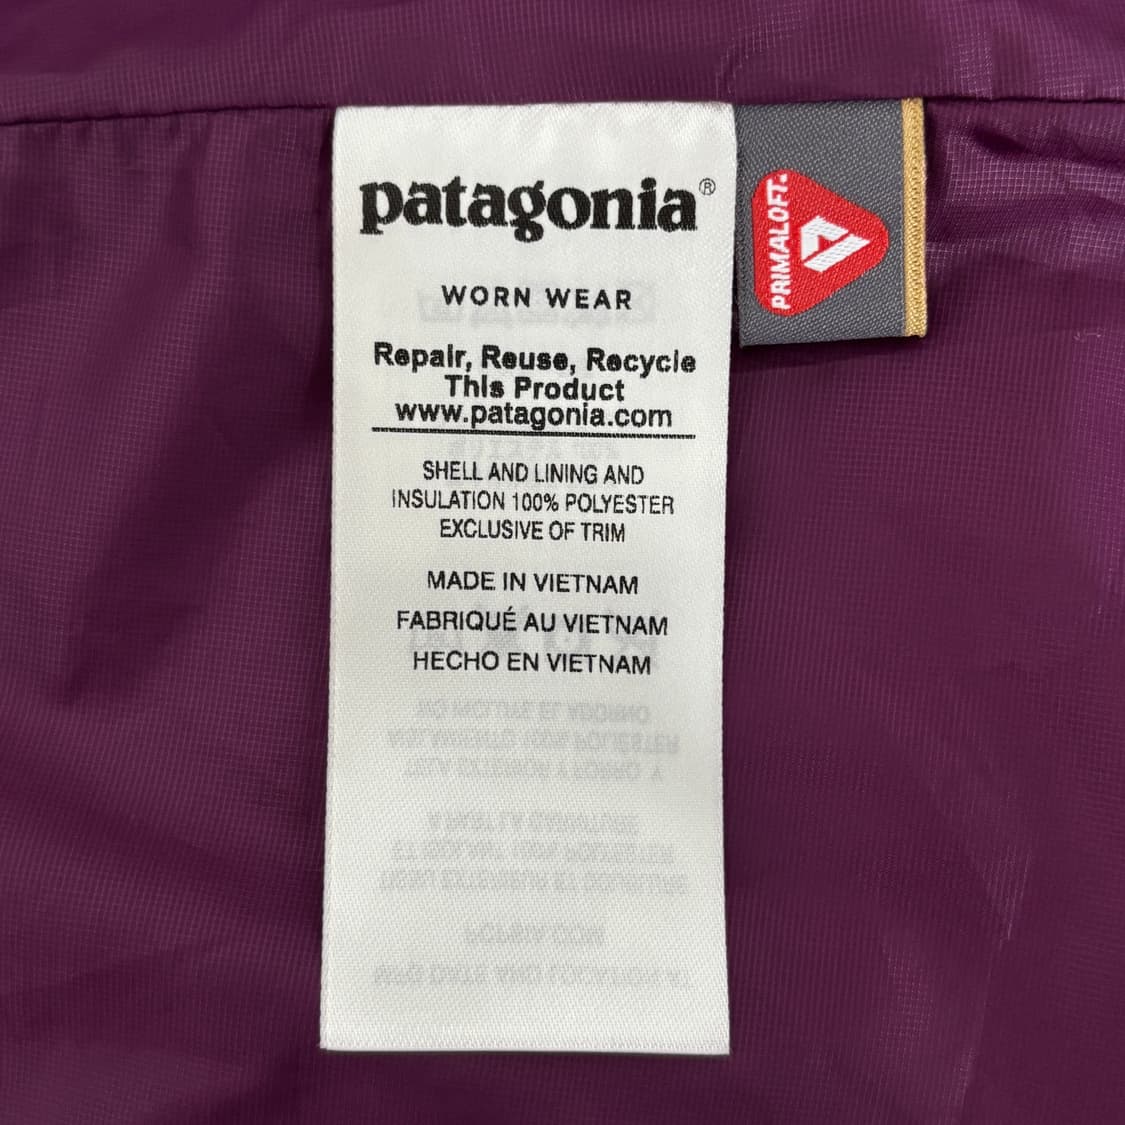 patagonia®
WORN WEAR
Repair, Reuse, Recycle
This Product
www.patagonia.com
SHELL AND LINING AND
INSULATION 100% POLYESTER
EXCLUSIVE OF TRIM
MADE IN VIETNAM
FABRIQUÉ AU VIETNAM
HECHO EN VIETNAM
PRIMALOFT